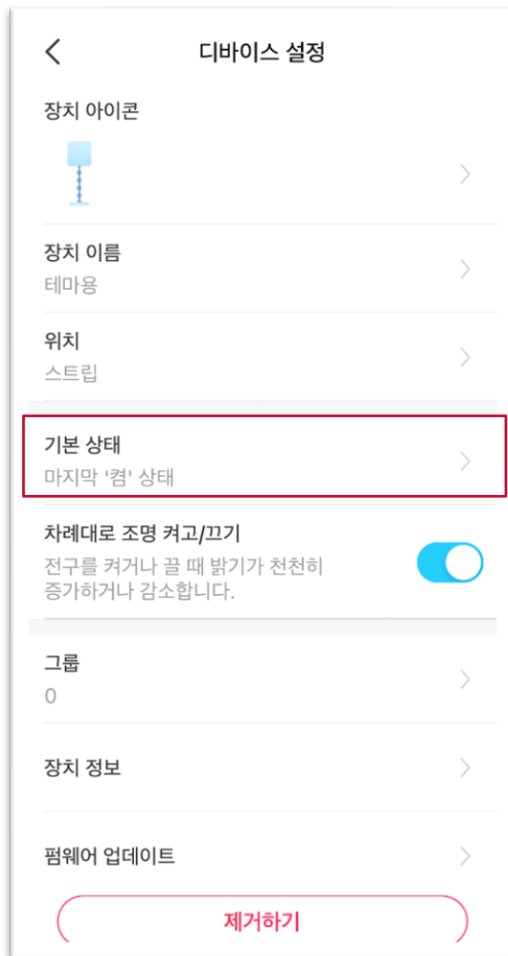 디바이스 설정
장치 아이콘
장치 이름
테마용
위치
스트립
기본 상태
마지막 '켬' 상태
차례대로 조명 켜고/끄기
전구를 켜거나 끌 때 밝기가 천천히
증가하거나 감소합니다.
그룹
0
장치 정보
펌웨어 업데이트
제거하기